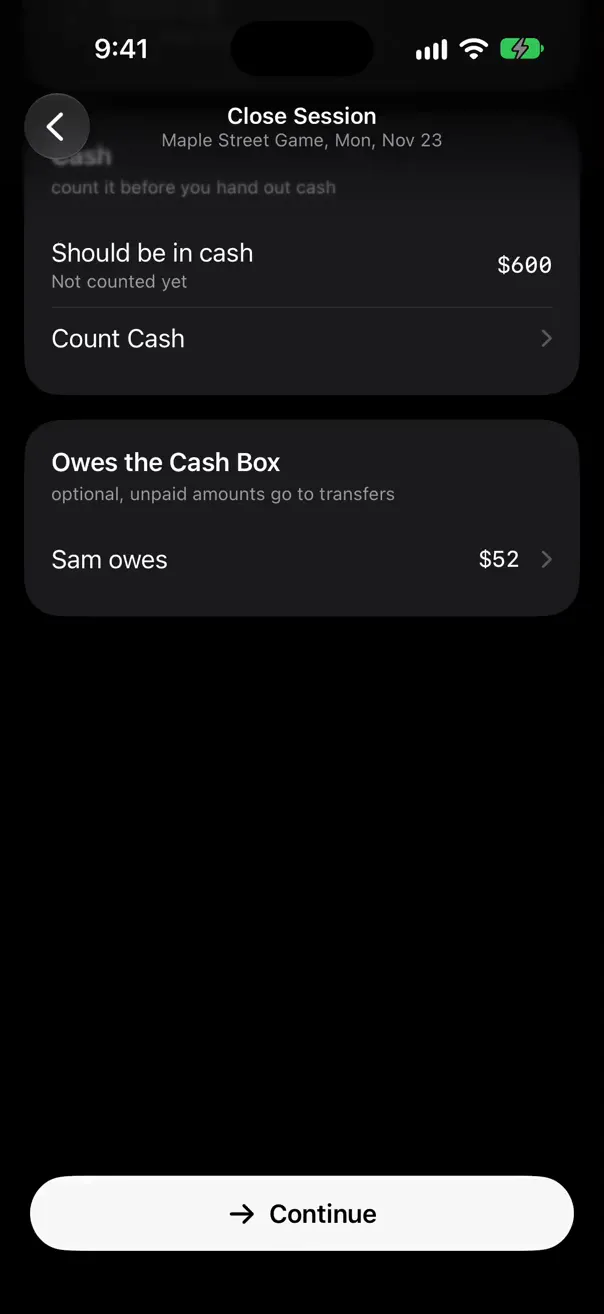 9:41
Close Session
Maple Street Game, Mon, Nov 23
Cash
count it before you hand out cash
Should be in cash
$600
Not counted yet
Count Cash
Owes the Cash Box
optional, unpaid amounts go to transfers
Sam owes
$52
Continue